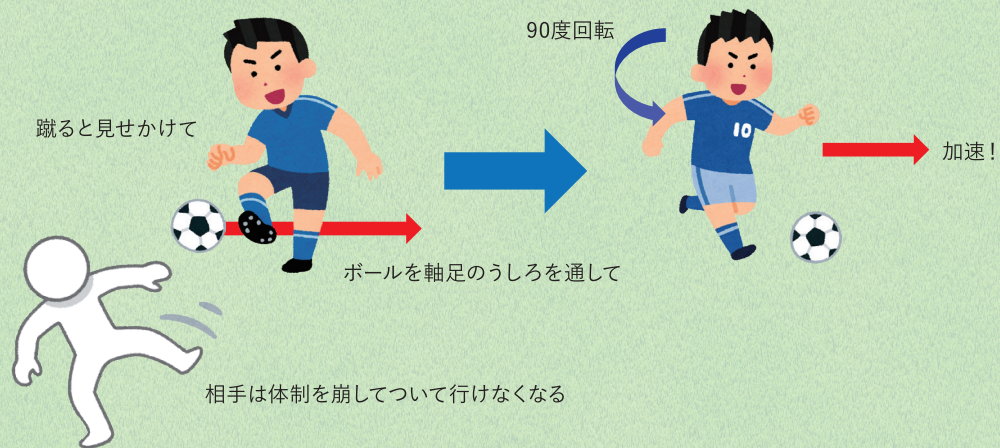 90度回転
蹴ると見せかけて
10
加速！
ボールを軸足のうしろを通して
相手は体制を崩してついて行けなくなる